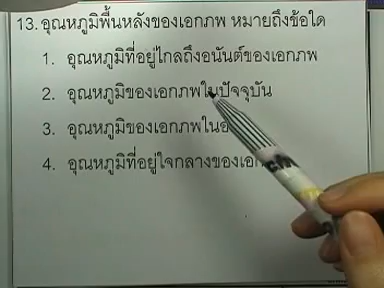 13. อุณหภูมิพื้นหลังของเอกภพ หมายถึงข้อใด
1. อุณหภูมิที่อยู่ไกลถึงอนันต์ของเอกภพ
2. อุณหภูมิของเอกภพในปัจจุบัน
3. อุณหภูมิของเอกภพใน
4. อุณหภูมิที่อยู่ใจกลางของ